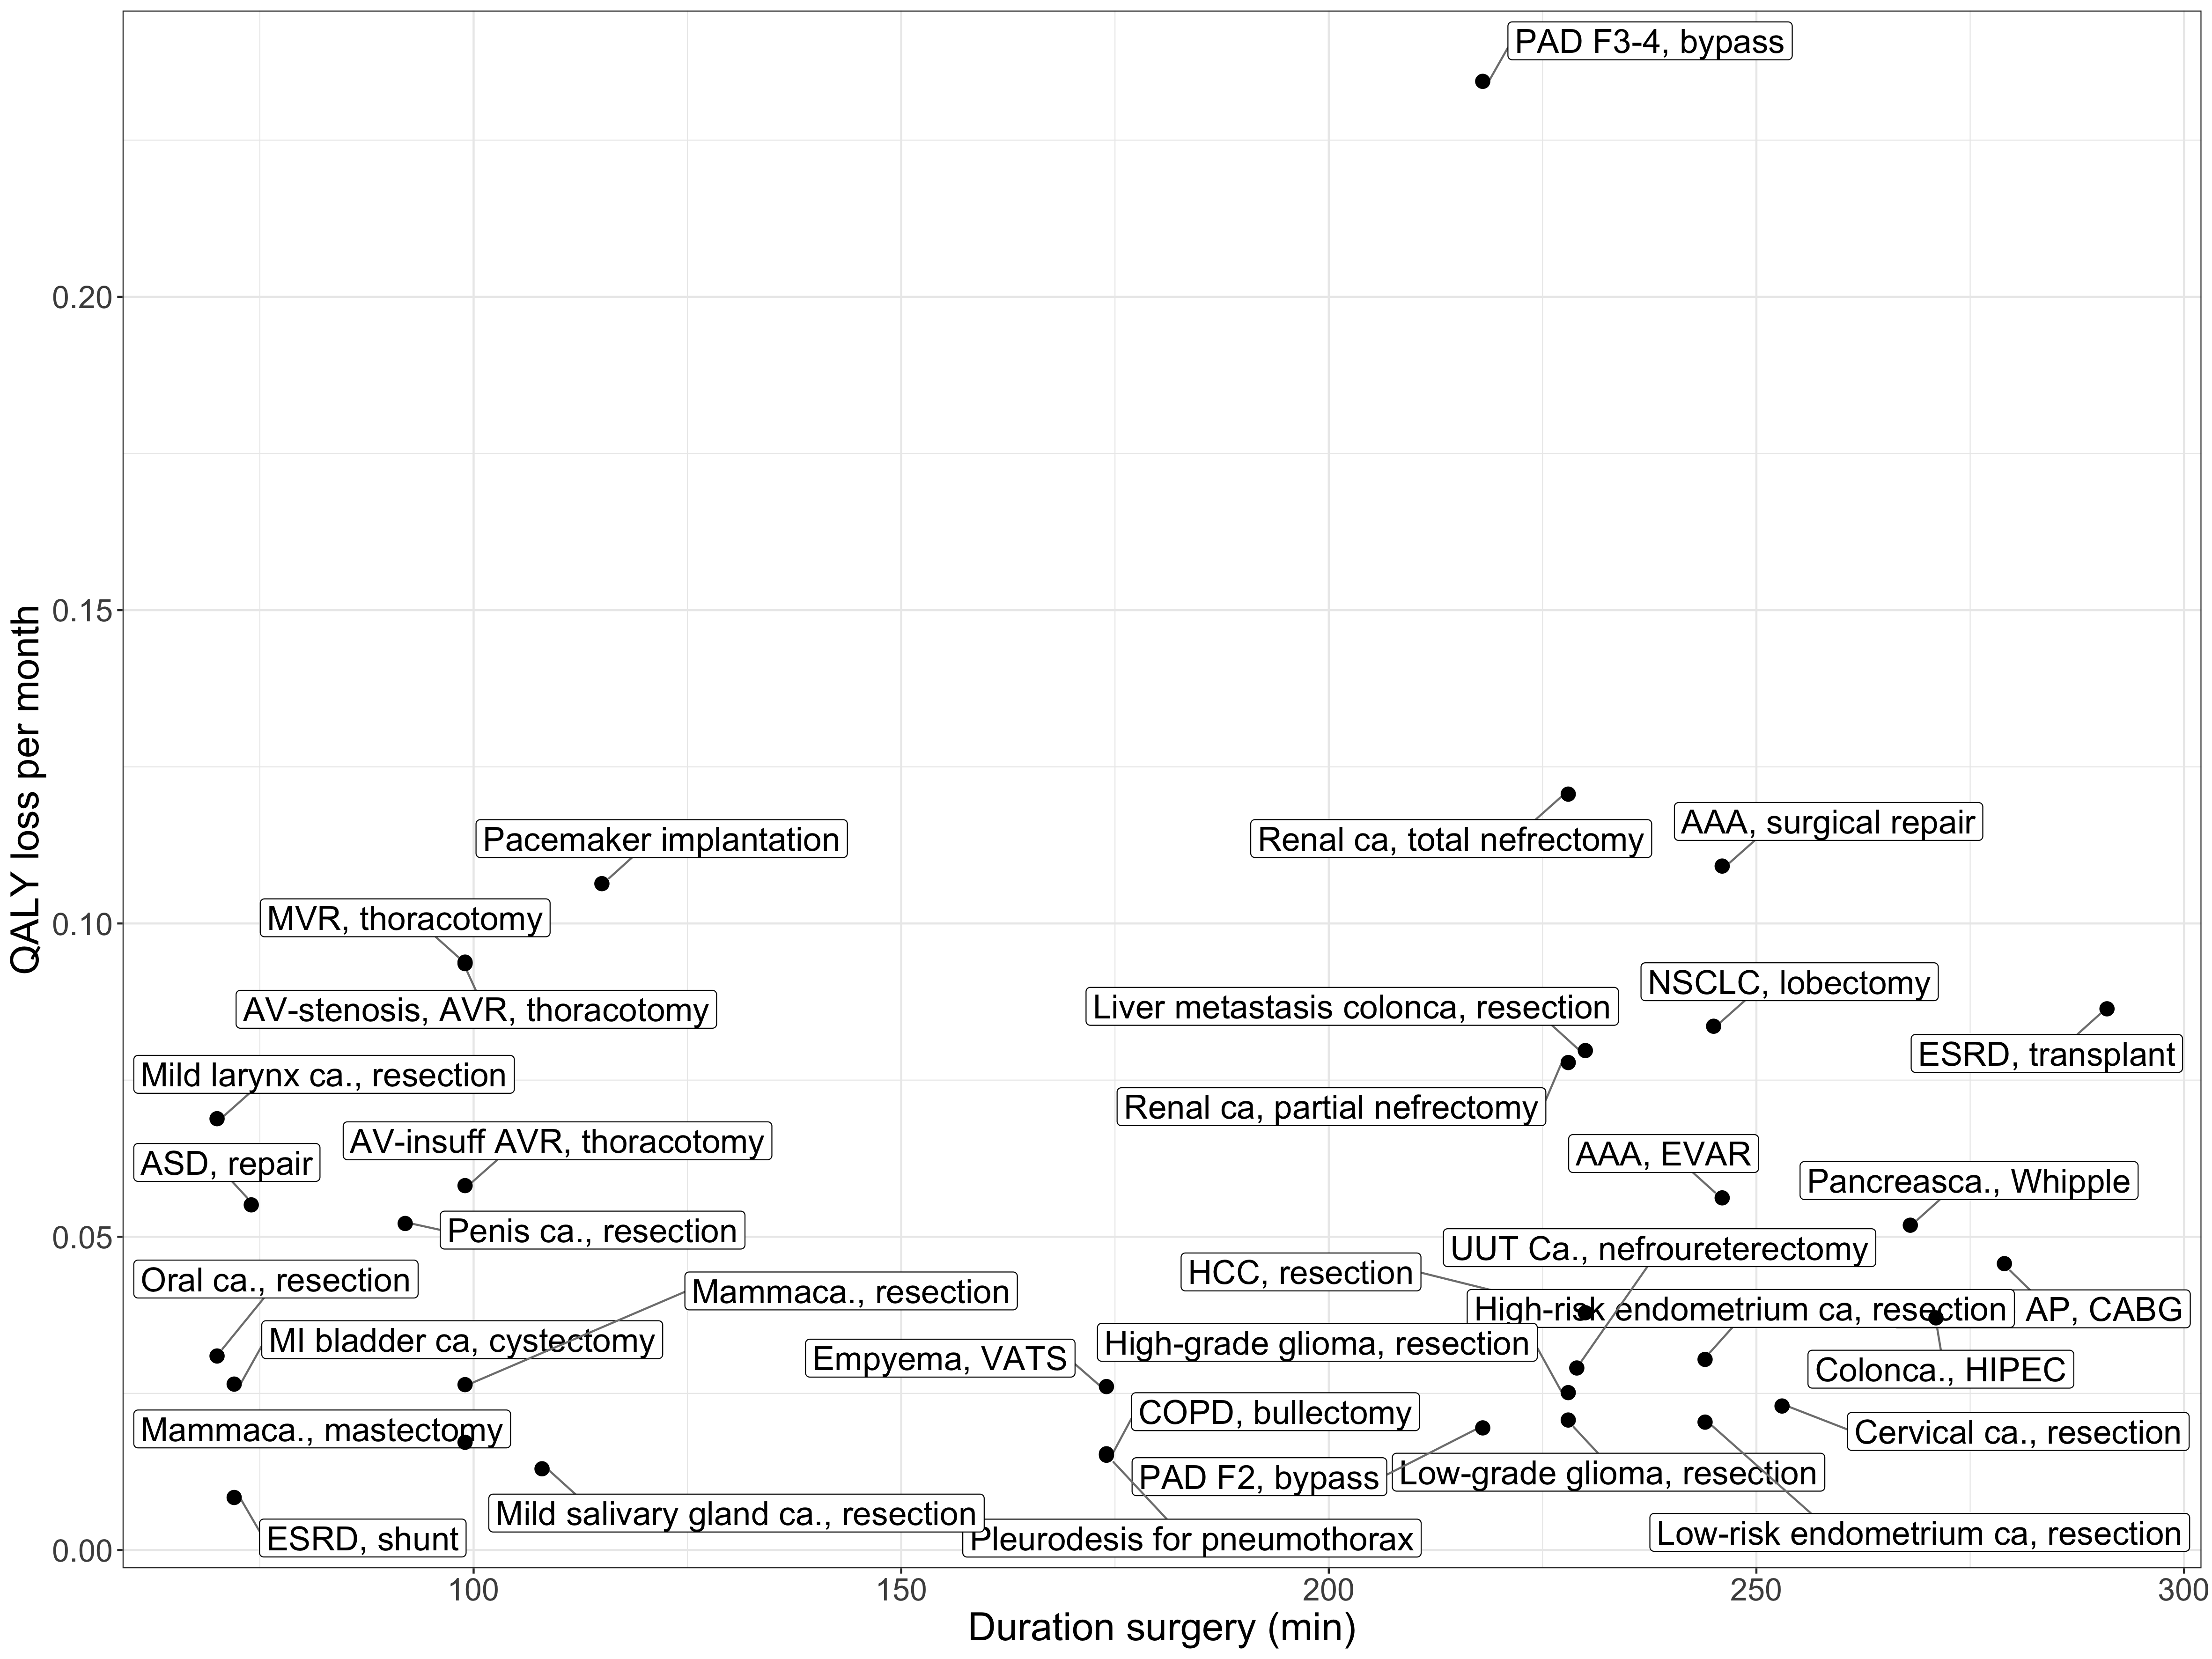 PAD F3-4, bypass
0.20
0.15
QALY loss per month
Renal ca, total nefrectomy
AAA, surgical repair
Pacemaker implantation
0.10
MVR, thoracotomy
AV-stenosis, AVR, thoracotomy
NSCLC, lobectomy
Liver metastasis colonca, resection
ESRD, transplant
Mild larynx ca., resection
Renal ca, partial nefrectomy
AV-insuff AVR, thoracotomy
ASD, repair
AAA, EVAR
Pancreasca., Whipple
Penis ca., resection
0.05
UUT Ca., nefroureterectomy
HCC, resection
Oral ca., resection
Mammaca., resection
High-risk endometrium ca, resection
AP, CABG
MI bladder ca, cystectomy
High-grade glioma, resection
Empyema, VATS
Colonca., HIPEC
COPD, bullectomy
Mammaca., mastectomy
Cervical ca., resection
PAD F2, bypass
Low-grade glioma, resection
Mild salivary gland ca., resection
ESRD, shunt
Pleurodesis for pneumothorax
Low-risk endometrium ca, resection
0.00
100
150
200
250
300
Duration surgery (min)